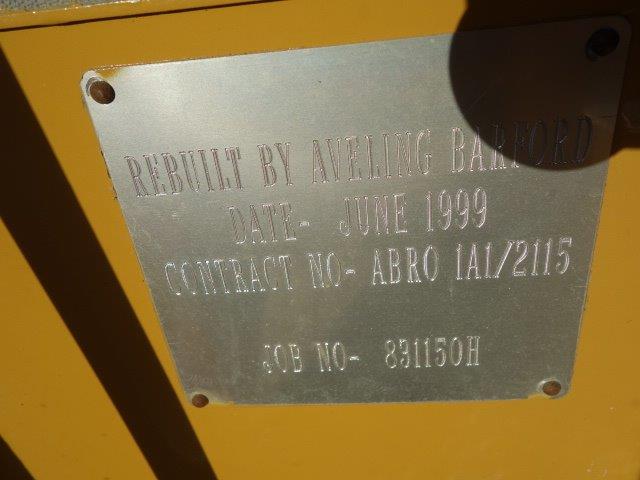 REBUILT BY AVELING BARFORD
DATE- JUNE 1999
CONTRACT NO- ABRO 1A1/2115
JOB NO- 831150H